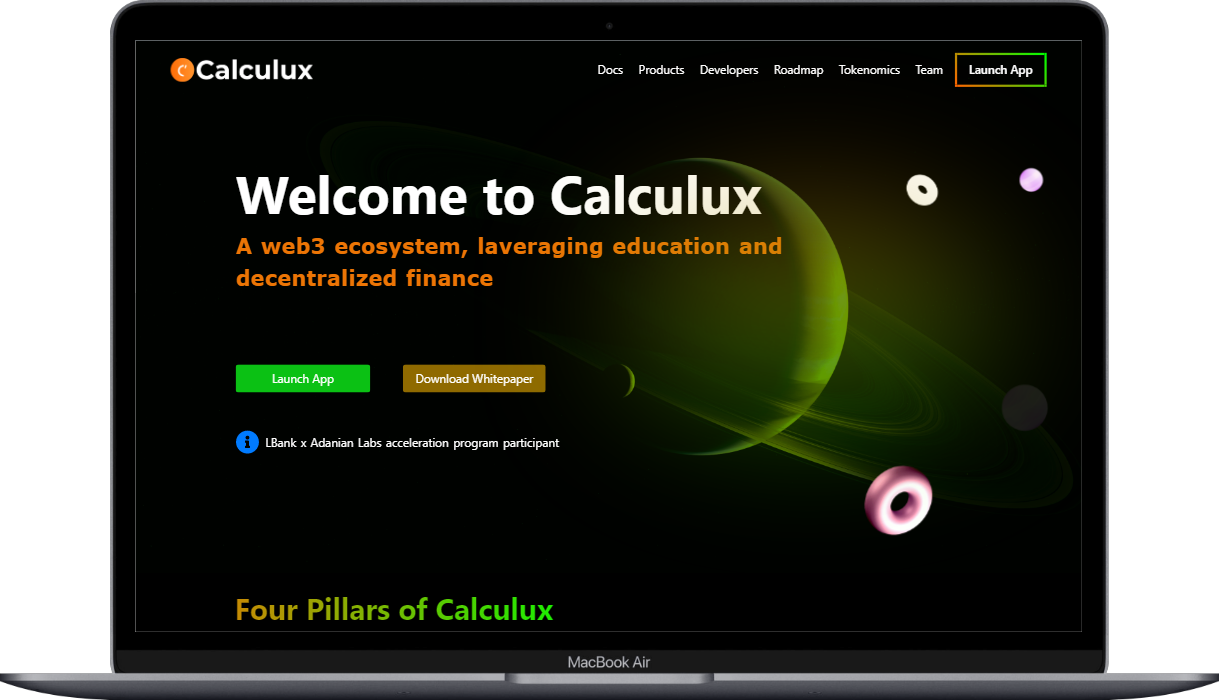 Calculux
Docs Products Developers Roadmap Tokenomics Team Launch App
Welcome to Calculux
A web3 ecosystem, laveraging education and
decentralized finance
Launch App Download Whitepaper
LBank x Adanian Labs acceleration program participant
Four Pillars of Calculux
MacBook Air